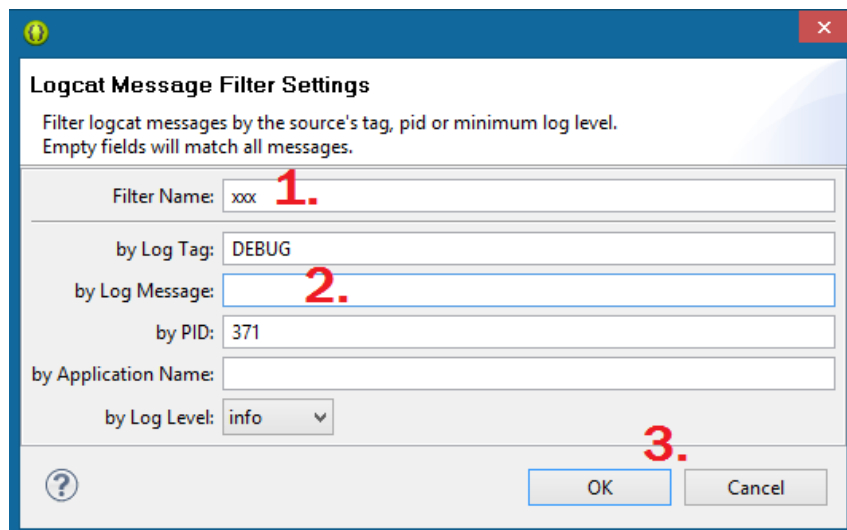 Logcat Message Filter Settings
Filter logcat messages by the source's tag, pid or minimum log level.
Empty fields will match all messages.
Filter Name: xxx 1.
by Log Tag: DEBUG
by Log Message: 2.
by PID: 371
by Application Name:
by Log Level: info
3.
? OK Cancel